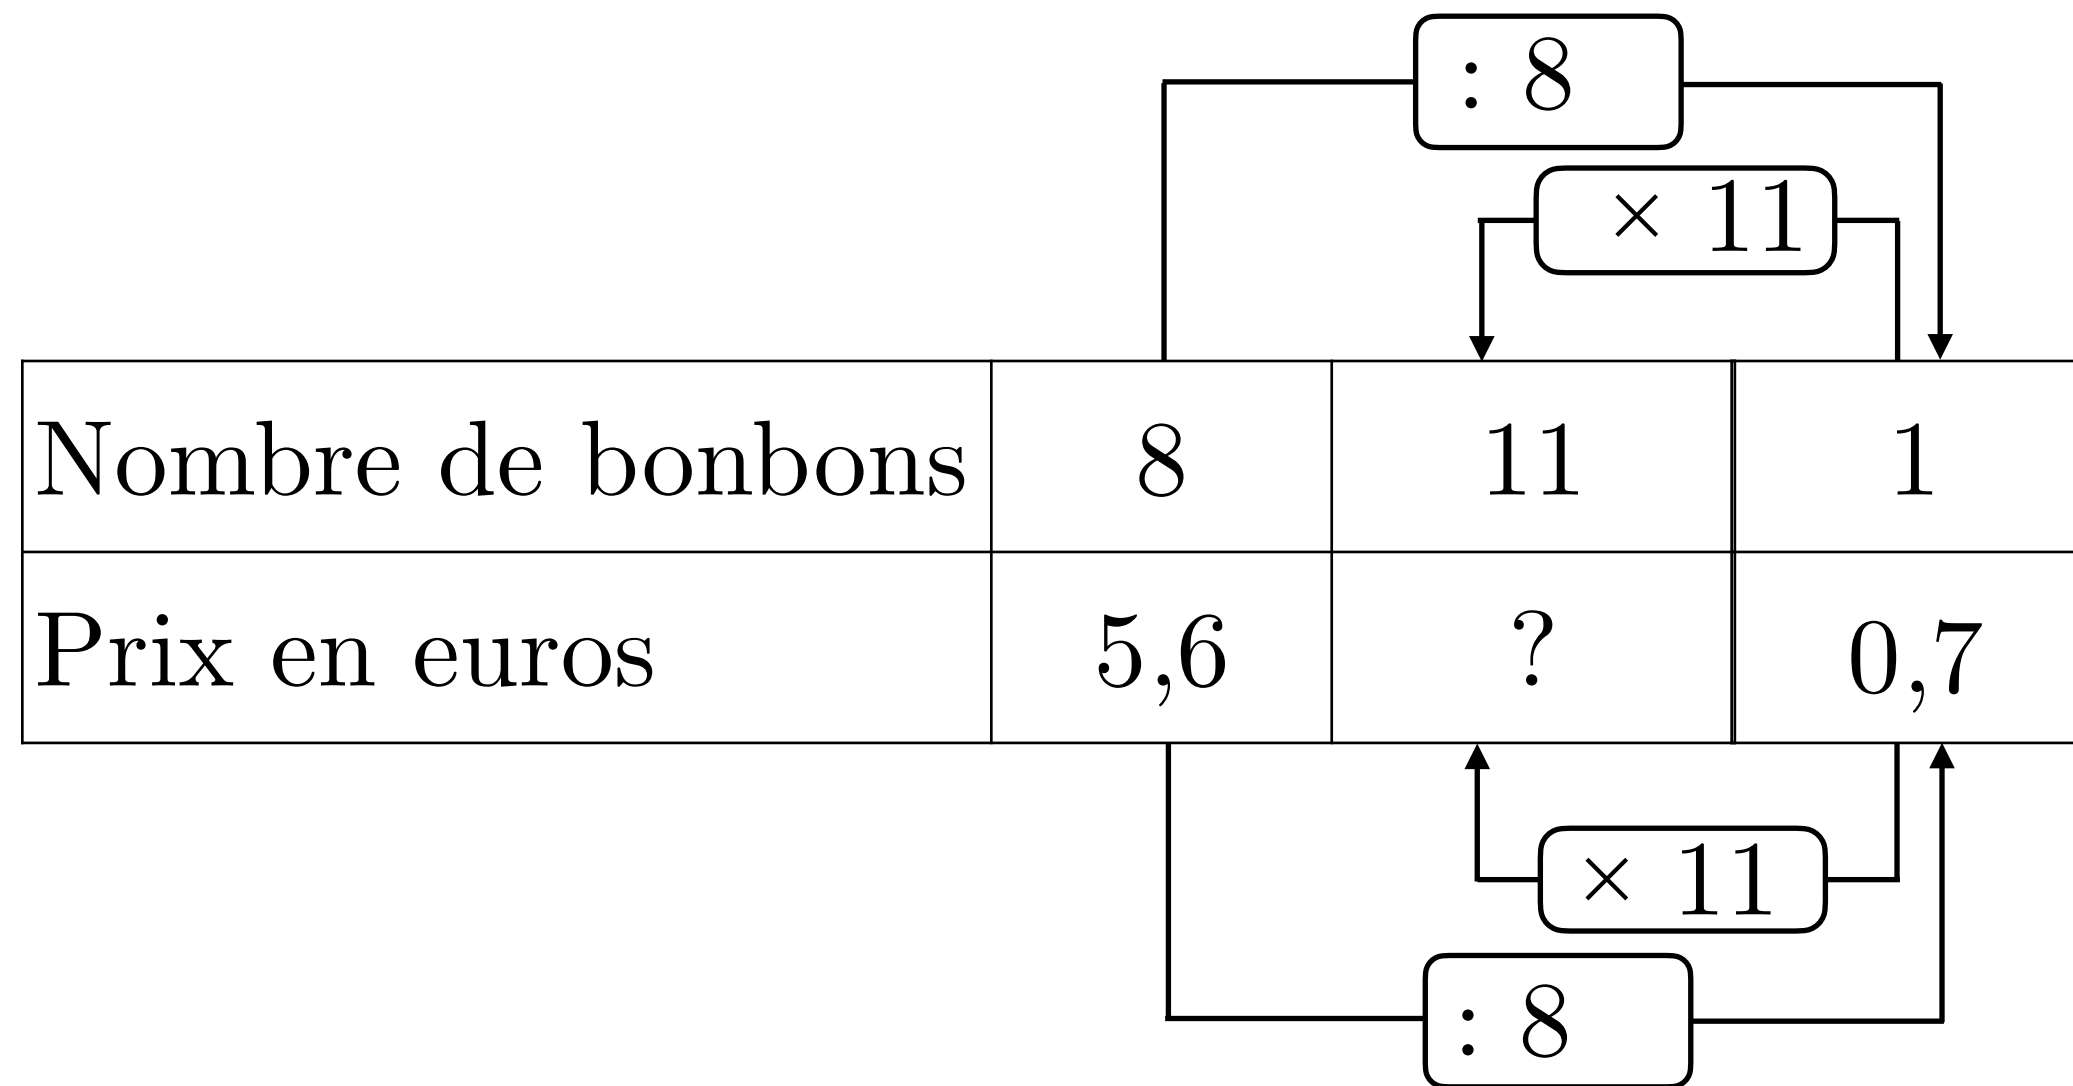 : 8
× 11
Nombre de bonbons 8 11 1
Prix en euros 5,6 ? 0,7
× 11
: 8